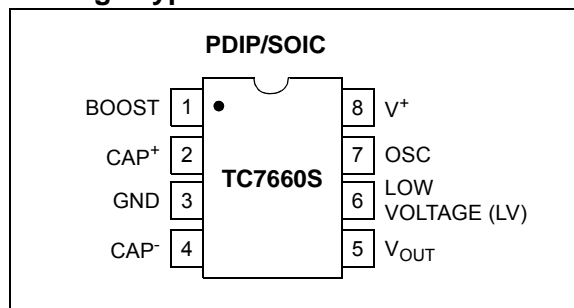 PDIP/SOIC
BOOST 1 8 V+
CAP+ 2 7 OSC
TC7660S
GND 3 6 LOW VOLTAGE (LV)
CAP- 4 5 VOUT